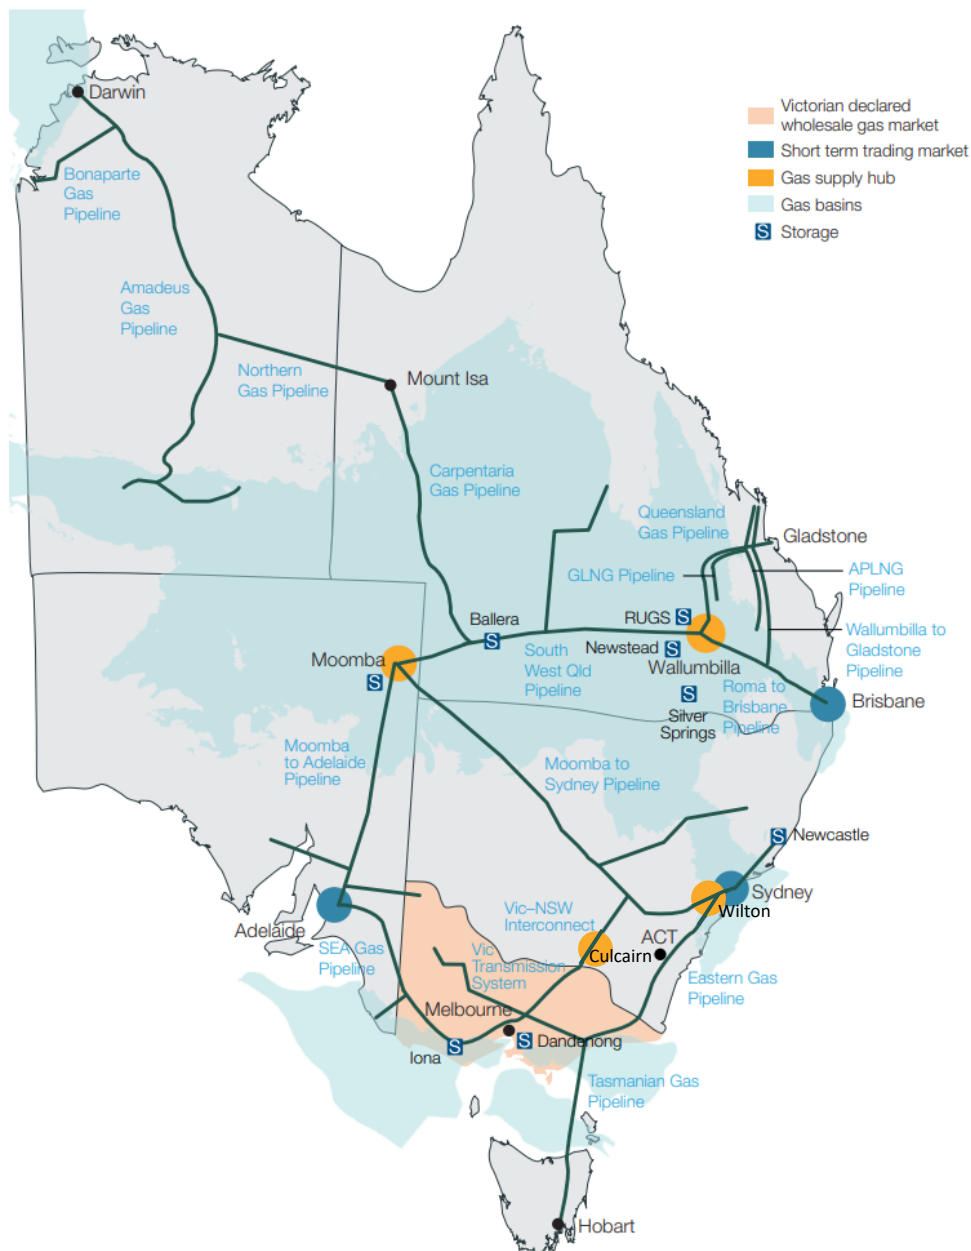 Darwin
Victorian declared
wholesale gas market
Short term trading market
Gas supply hub
Gas basins
S Storage
Bonaparte
Gas
Pipeline
Amadeus
Gas
Pipeline
Northern
Gas Pipeline
Mount Isa
Carpentaria
Gas Pipeline
Queensland
Gas Pipeline
Gladstone
GLNG Pipeline
APLNG
Pipeline
RUGS S
Ballera
S
Newstead S
Wallumbilla
Wallumbilla to
Gladstone
Pipeline
Moomba
S
South
West Qld
Pipeline
S
Silver
Springs
Roma to
Brisbane
Pipeline
Brisbane
Moomba
to Adelaide
Pipeline
Moomba to
Sydney Pipeline
S Newcastle
Sydney
Wilton
Adelaide
SEA Gas
Pipeline
Vic–NSW
Interconnect
Culcairn
ACT
Vic
Transmission
System
Eastern Gas
Pipeline
Melbourne
S Dandenong
Iona S
Tasmanian Gas
Pipeline
Hobart